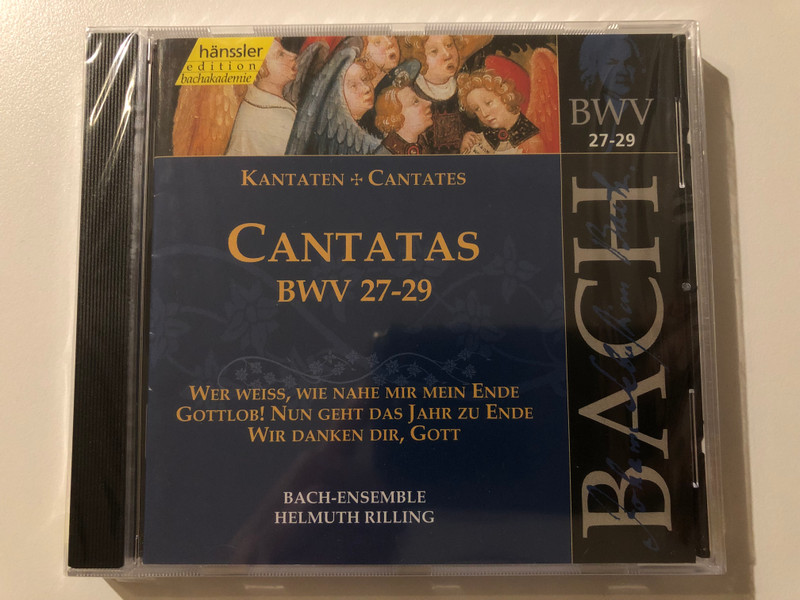 hänssler
edition
bachakademie
BWV
27-29
KANTATEN ✢ CANTATES
CANTATAS
BWV 27-29
WER WEISS, WIE NAHE MIR MEIN ENDE
GOTTLOB! NUN GEHT DAS JAHR ZU ENDE
WIR DANKEN DIR, GOTT
BACH-ENSEMBLE
HELMUTH RILLING
BACH